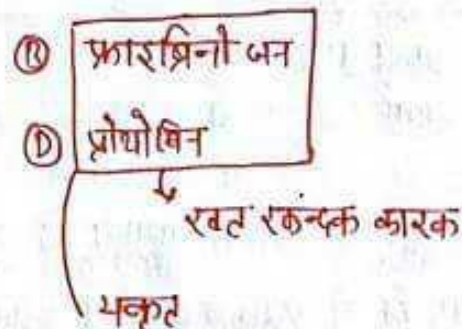 Ⓑ फ्राइब्रिनो जन
Ⓓ प्रोथोम्बिन
रक्त स्कंन्दक कारक
यकृत